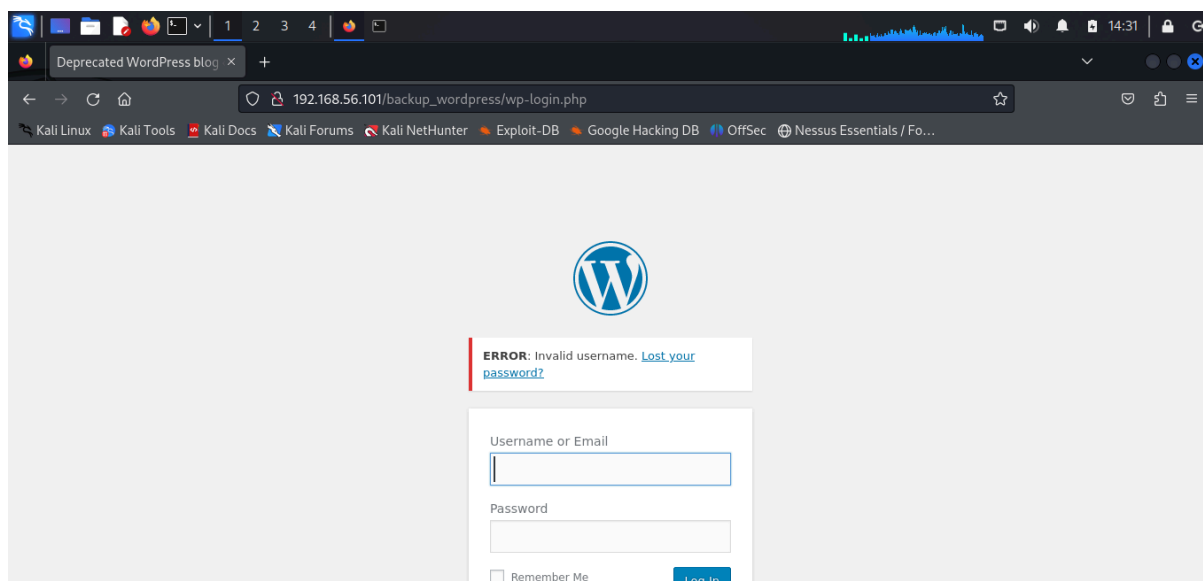 1 2 3 4 14:31
Deprecated WordPress blog
192.168.56.101/backup_wordpress/wp-login.php
Kali Linux Kali Tools Kali Docs Kali Forums Kali NetHunter Exploit-DB Google Hacking DB OffSec Nessus Essentials / Fo...
ERROR: Invalid username. Lost your
password?
Username or Email
Password
Remember Me Log In